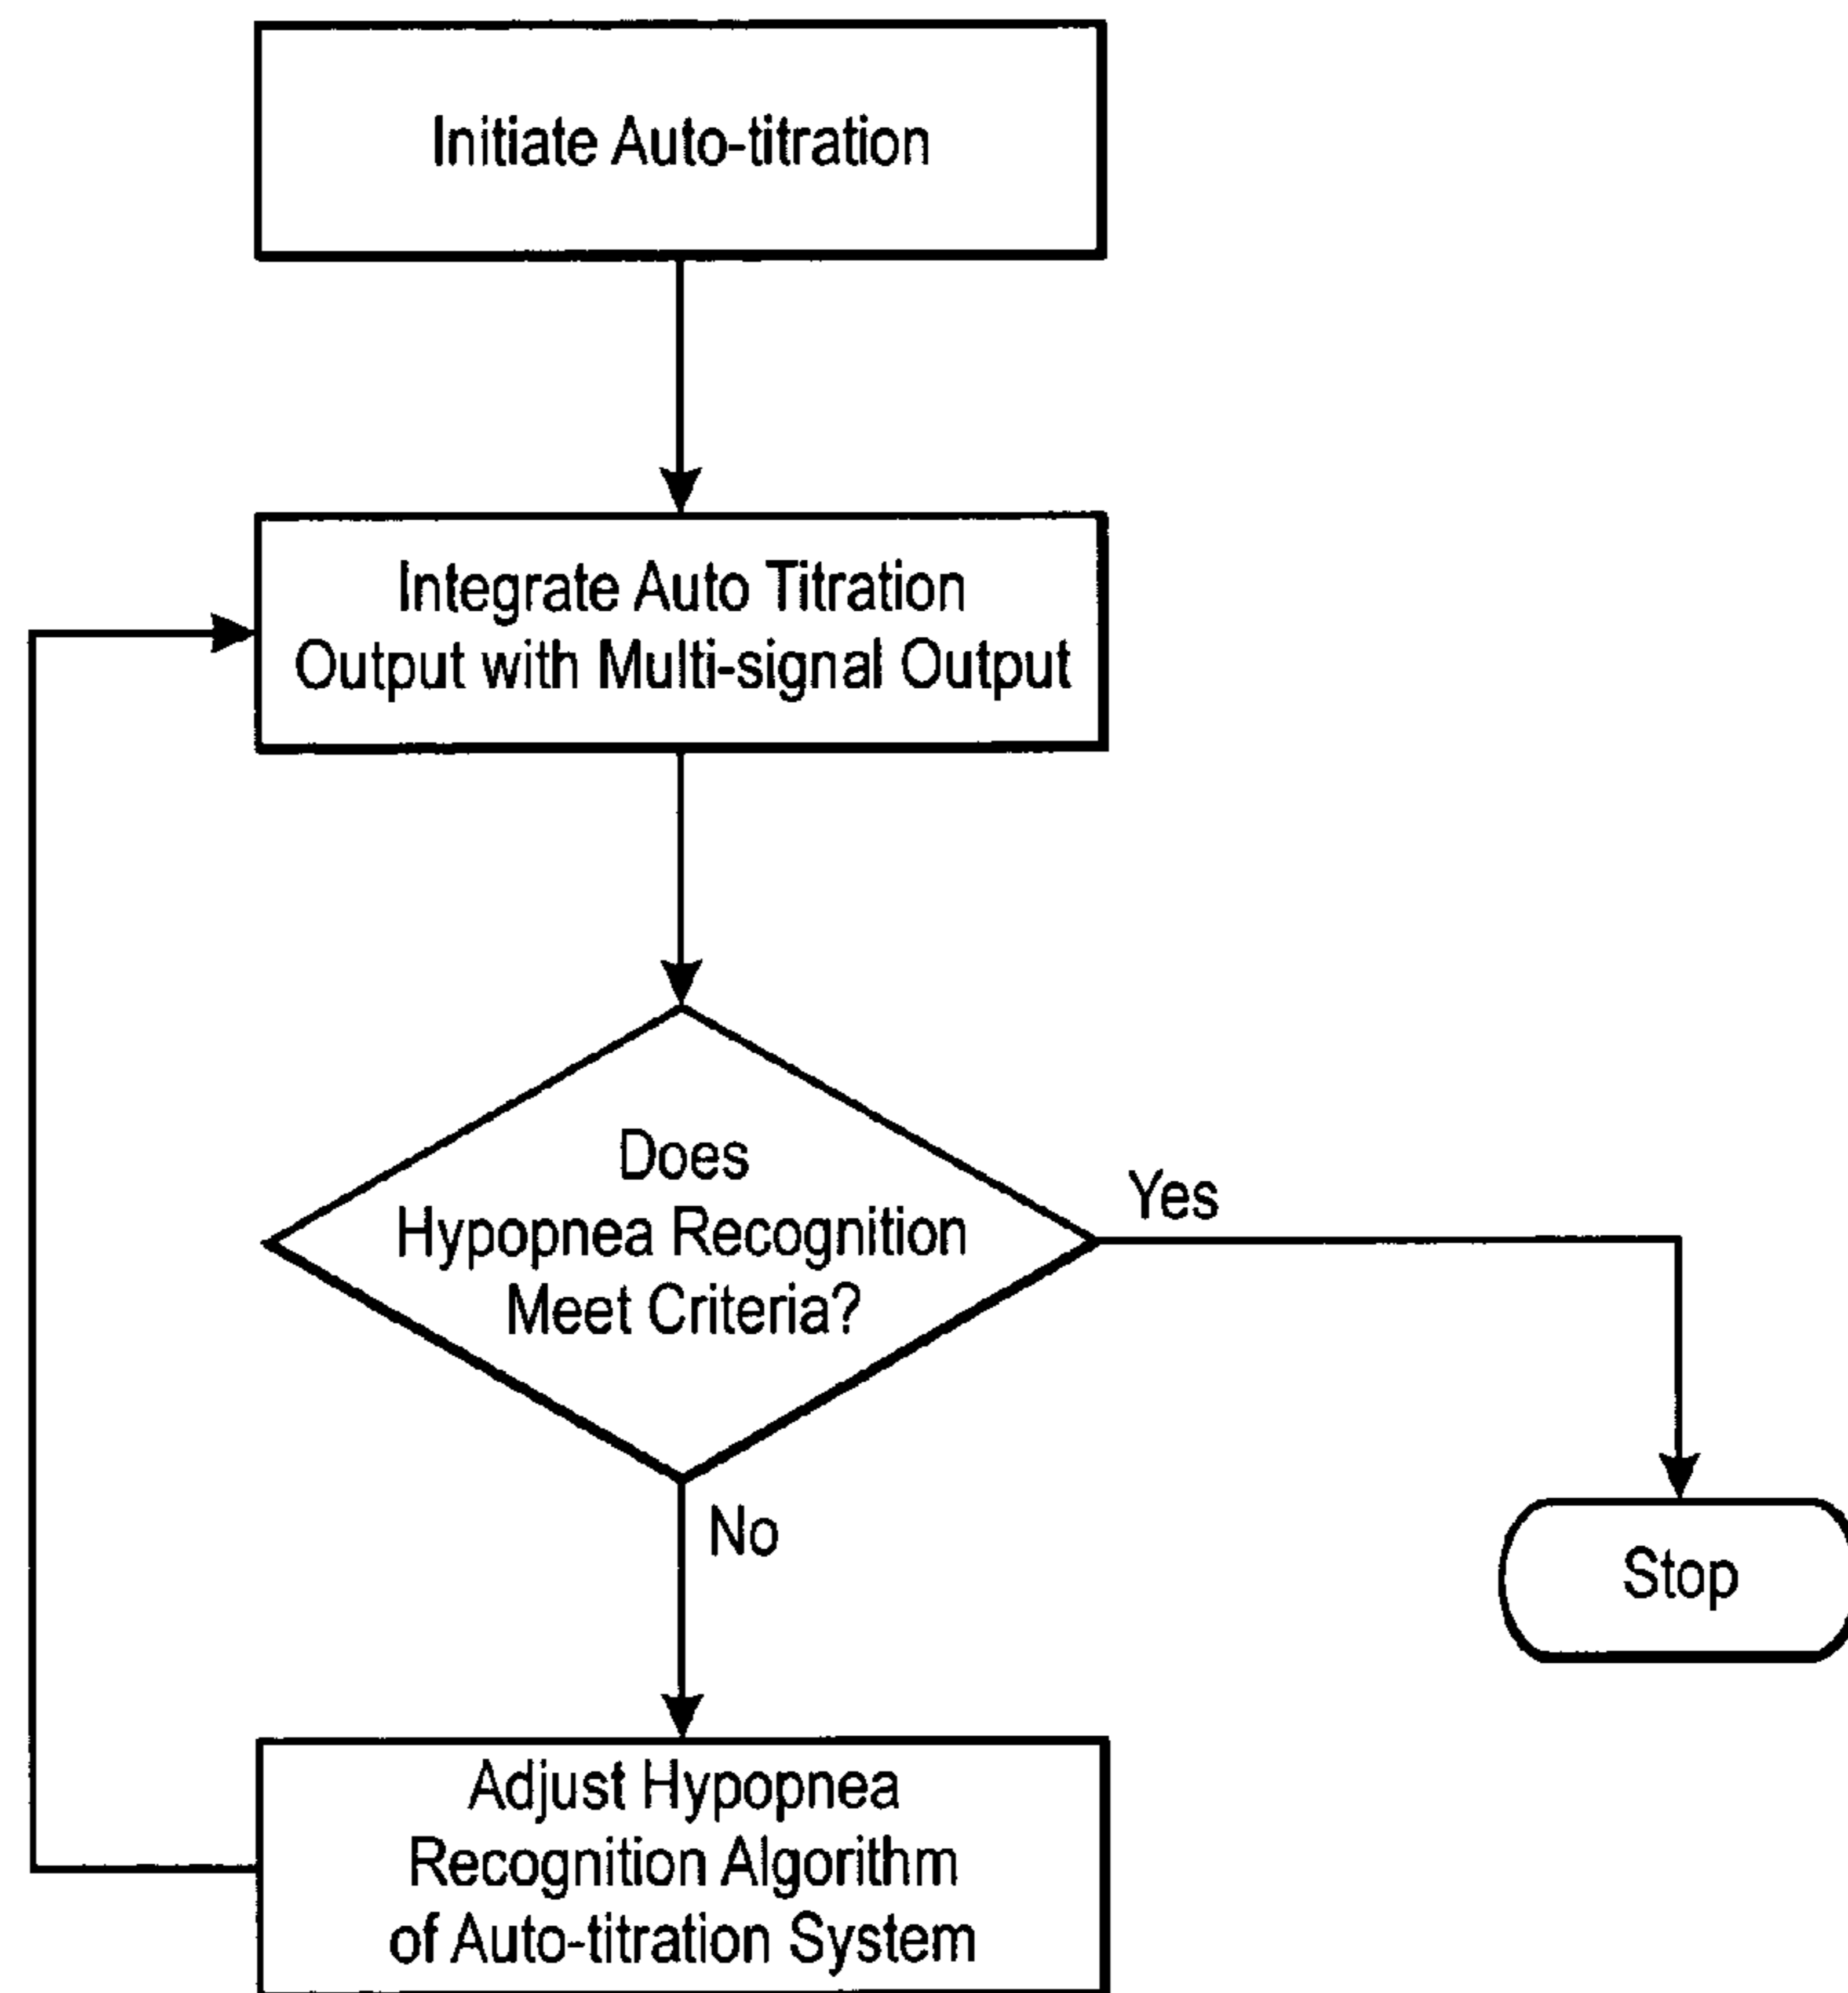 Initiate Auto-titration
Integrate Auto Titration
Output with Multi-signal Output
Does
Hypopnea Recognition
Meet Criteria?
Yes
No
Stop
Adjust Hypopnea
Recognition Algorithm
of Auto-titration System